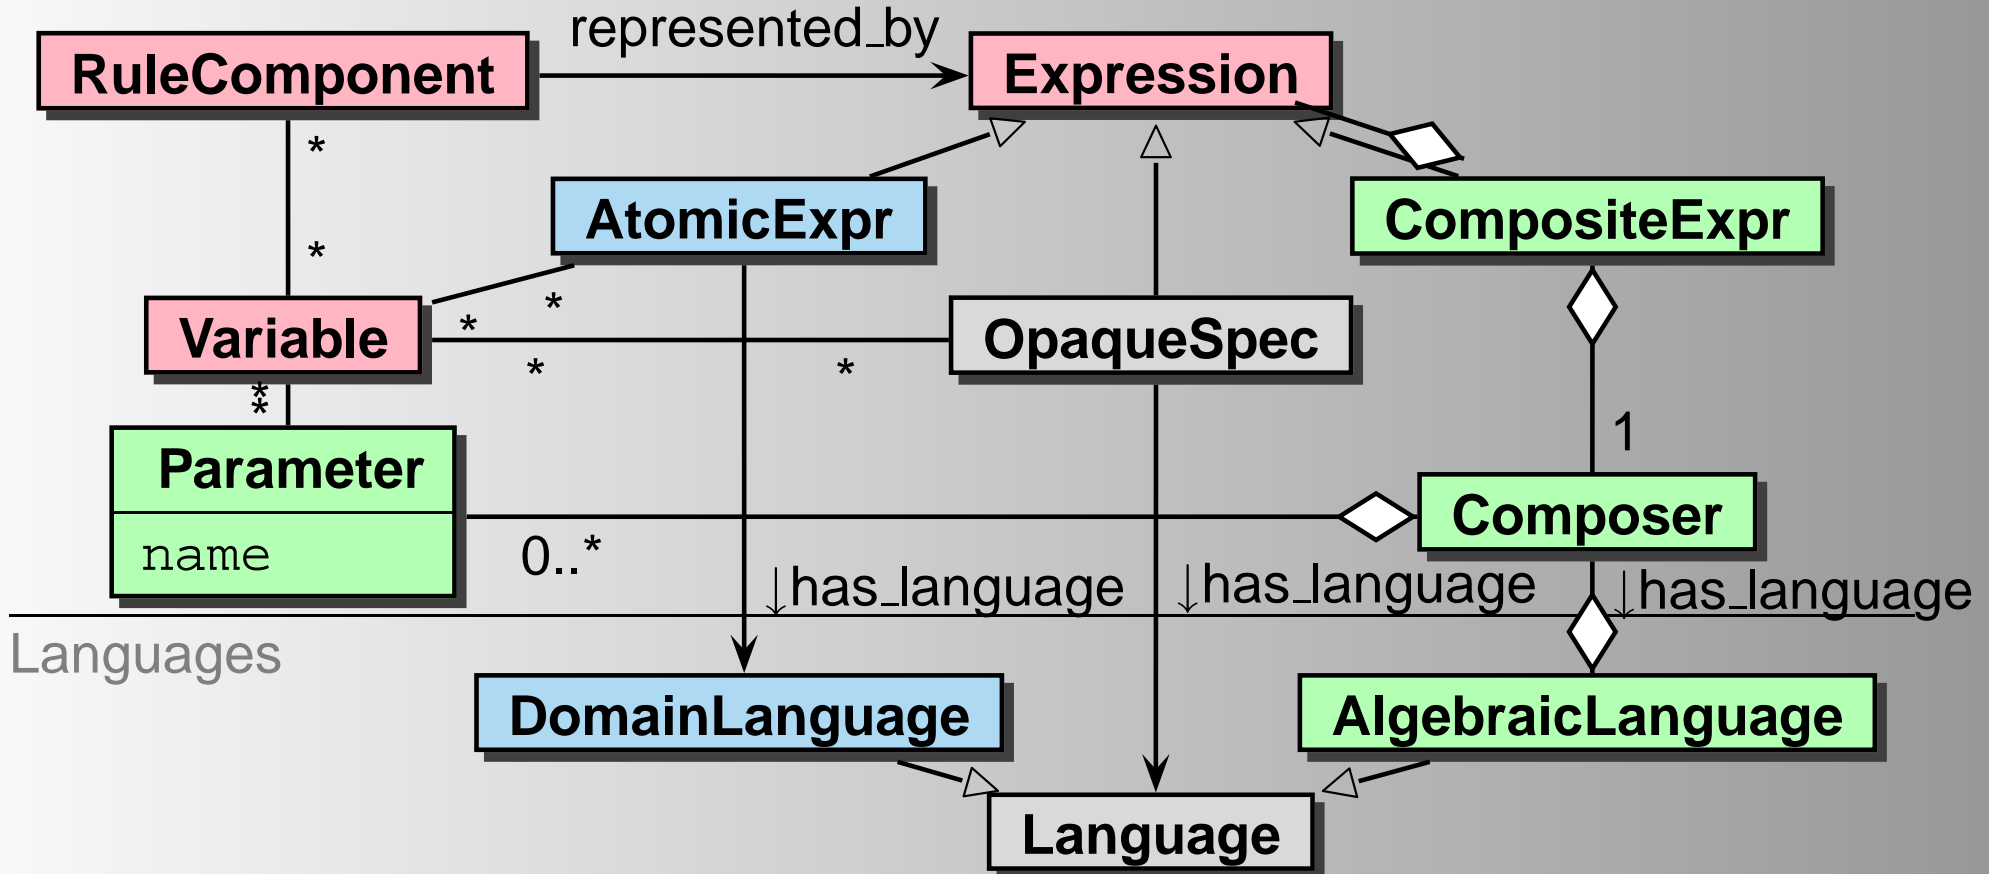 represented_by
RuleComponent
Expression
*
AtomicExpr
CompositeExpr
*
*
*
Variable
OpaqueSpec
*
*
*
*
1
Parameter
Composer
name
0..*
↓has_language
↓has_language
↓has_language
Languages
DomainLanguage
AlgebraicLanguage
Language